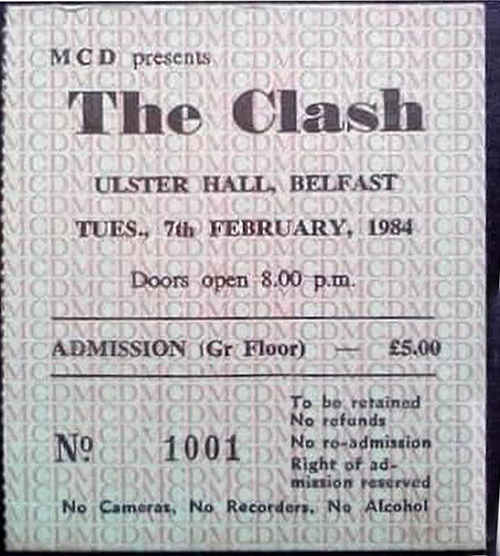 MCD presents
The Clash
ULSTER HALL, BELFAST
TUES., 7th FEBRUARY, 1984
Doors open 8.00 p.m.
ADMISSION (Gr Floor) — £5.00
To be retained
No refunds
Nº 1001
No re-admission
Right of ad-
mission reserved
No Cameras, No Recorders, No Alcohol